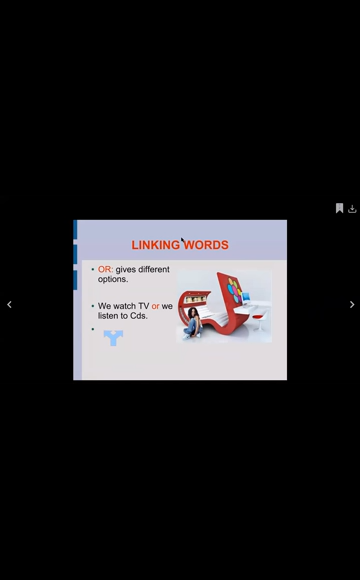 LINKING WORDS
OR: gives different
options.
We watch TV or we
listen to Cds.